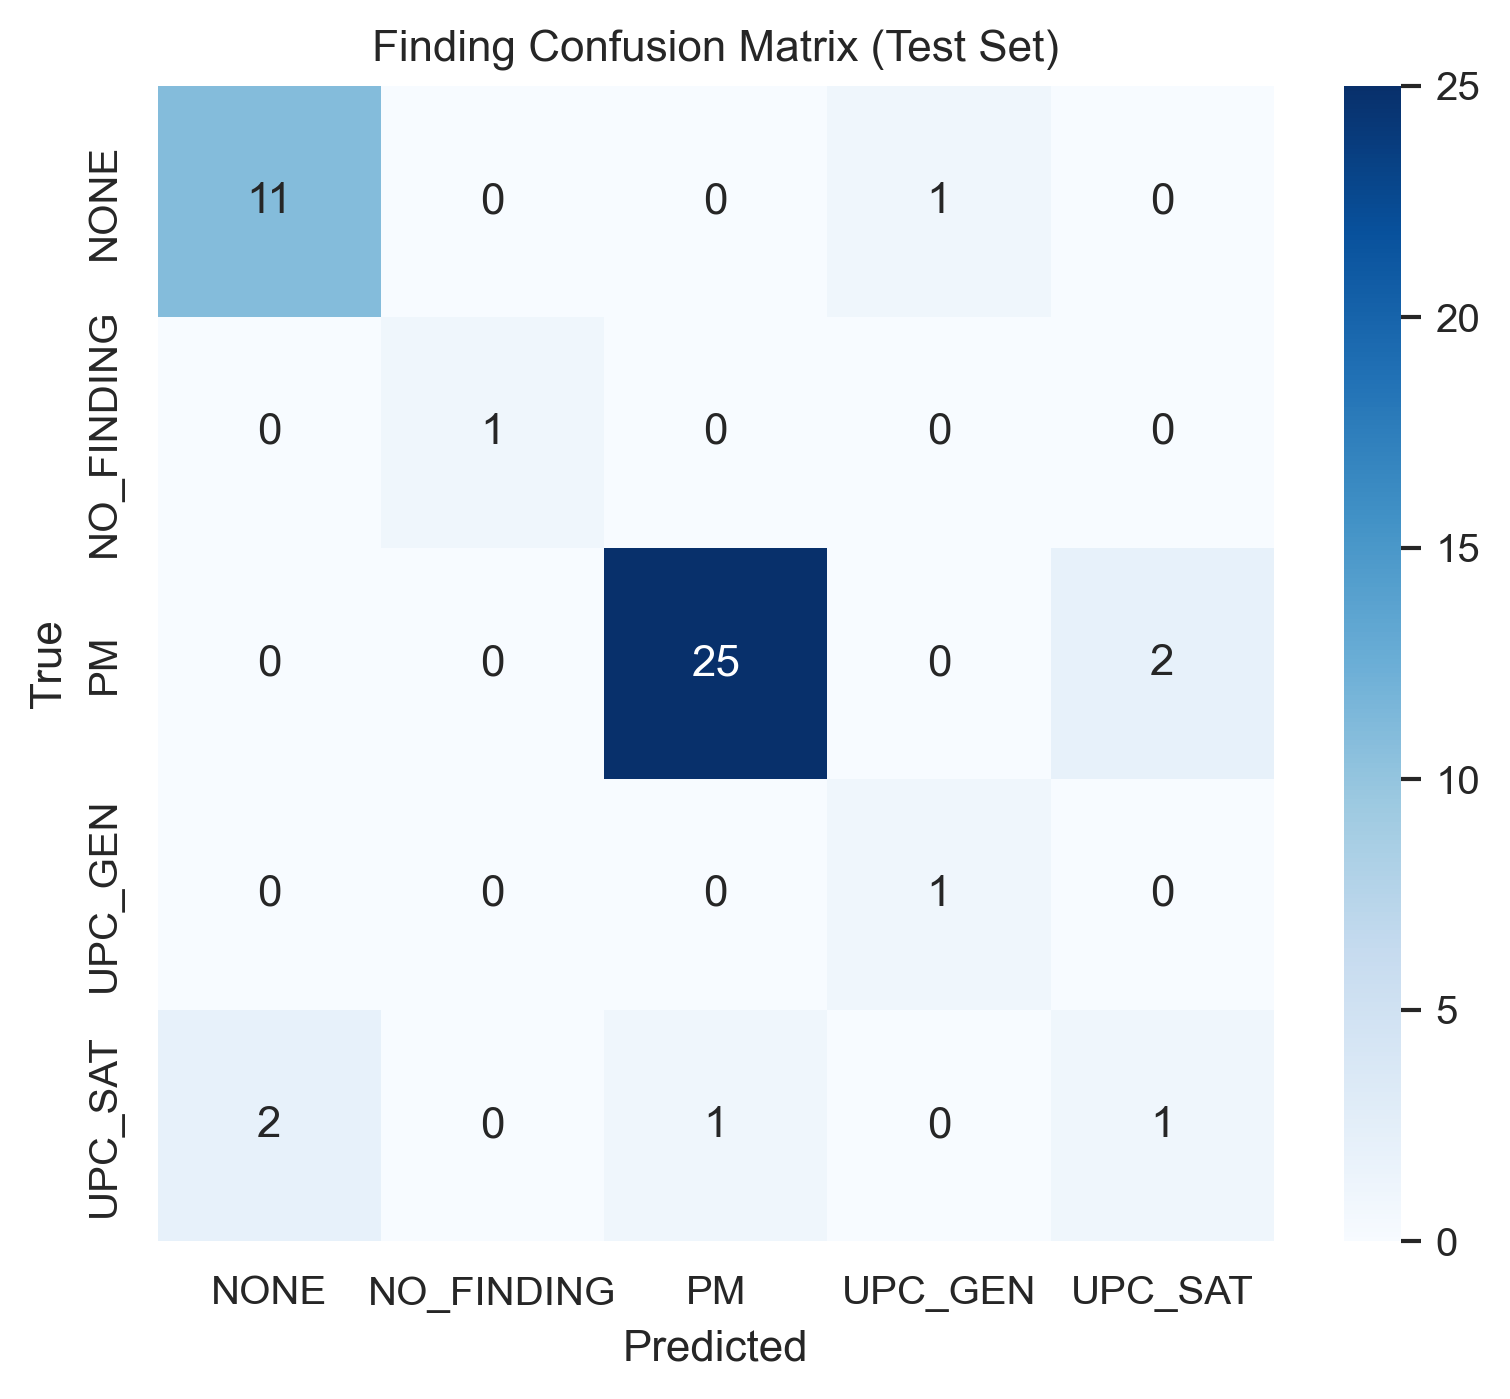 Finding Confusion Matrix (Test Set)
NONE 11 0 0 1 0
NO_FINDING 0 1 0 0 0
PM 0 0 25 0 2
UPC_GEN 0 0 0 1 0
UPC_SAT 2 0 1 0 1
True
NONE NO_FINDING PM UPC_GEN UPC_SAT
Predicted
25
20
15
10
5
0